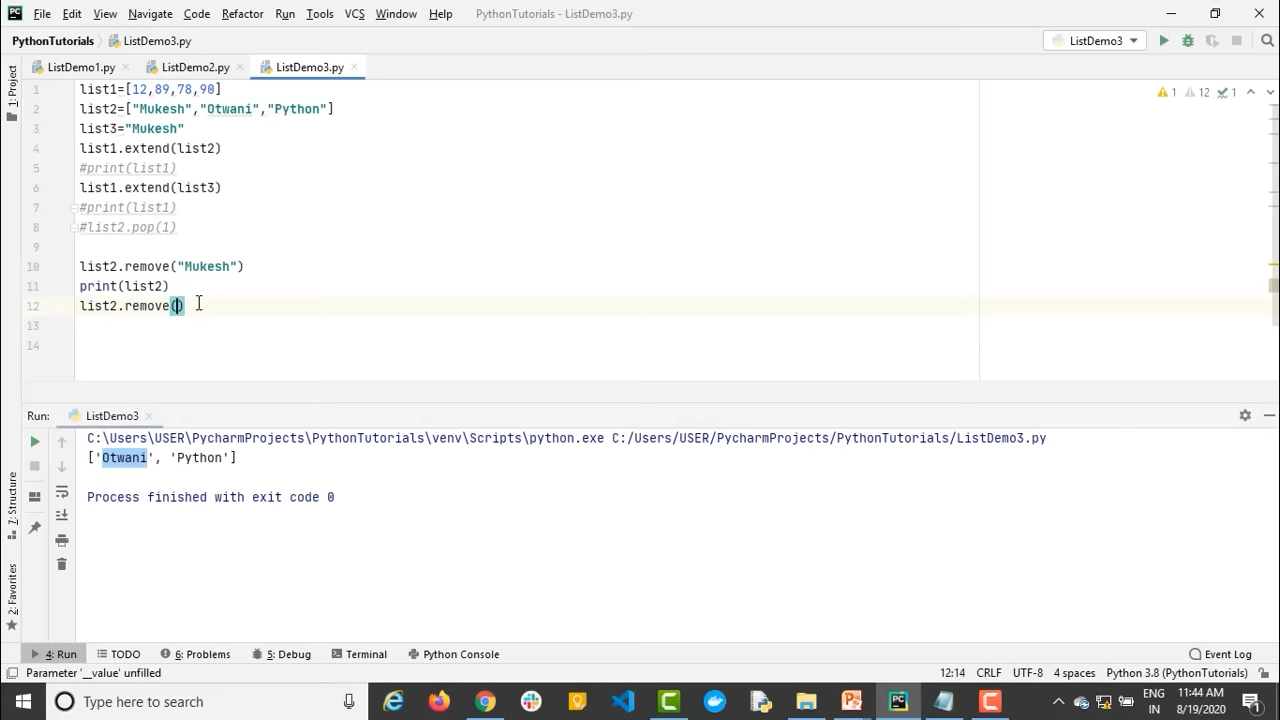 File Edit View Navigate Code Refactor Run Tools VCS Window Help PythonTutorials - ListDemo3.py
PythonTutorials ListDemo3.py ListDemo3
ListDemo1.py ListDemo2.py ListDemo3.py
1: Project
1 list1=[12,89,78,90]
2 list2=["Mukesh","Otwani","Python"]
3 list3="Mukesh"
4 list1.extend(list2)
5 #print(list1)
6 list1.extend(list3)
7 #print(list1)
8 #list2.pop(1)
9
10 list2.remove("Mukesh")
11 print(list2)
12 list2.remove()
13
14
1 12 1
Run: ListDemo3
C:\Users\USER\PycharmProjects\PythonTutorials\venv\Scripts\python.exe C:/Users/USER/PycharmProjects/PythonTutorials/ListDemo3.py
['Otwani', 'Python']
Process finished with exit code 0
7: Structure
2: Favorites
4: Run TODO 6: Problems 5: Debug Terminal Python Console Event Log
Parameter '__value' unfilled 12:14 CRLF UTF-8 4 spaces Python 3.8 (PythonTutorials)
Type here to search
ENG
IN
11:44 AM
8/19/2020
1